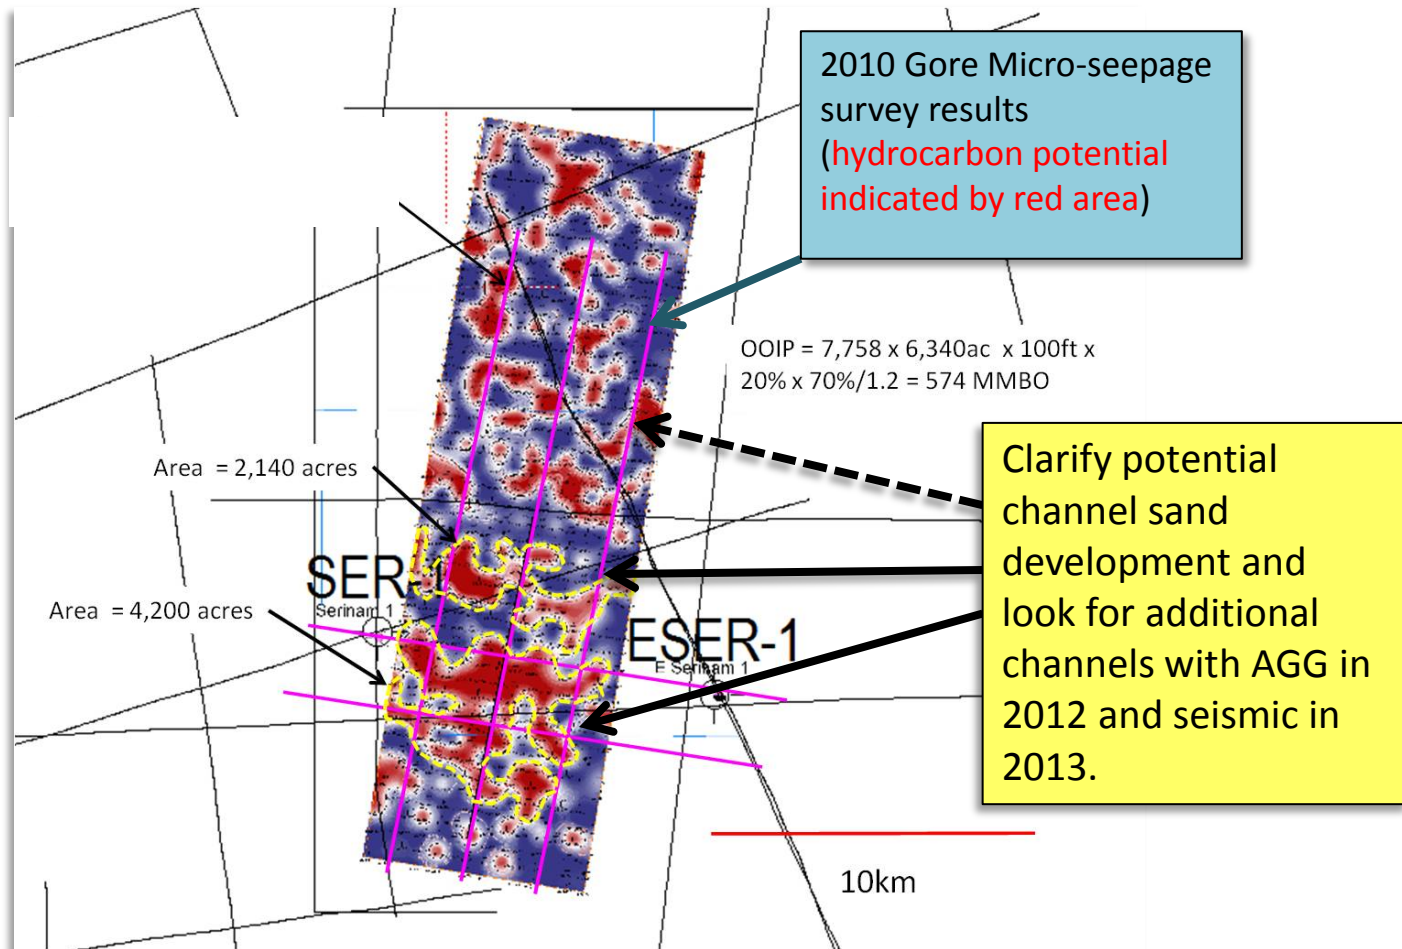 2010 Gore Micro-seepage
survey results
(hydrocarbon potential
indicated by red area)
OOIP = 7,758 x 6,340ac x 100ft x
20% x 70%/1.2 = 574 MMBO
Clarify potential
channel sand
development and
look for additional
channels with AGG in
2012 and seismic in
2013.
Area = 2,140 acres
SER-1
Serinam 1
Area = 4,200 acres
ESER-1
E Serinam 1
10km